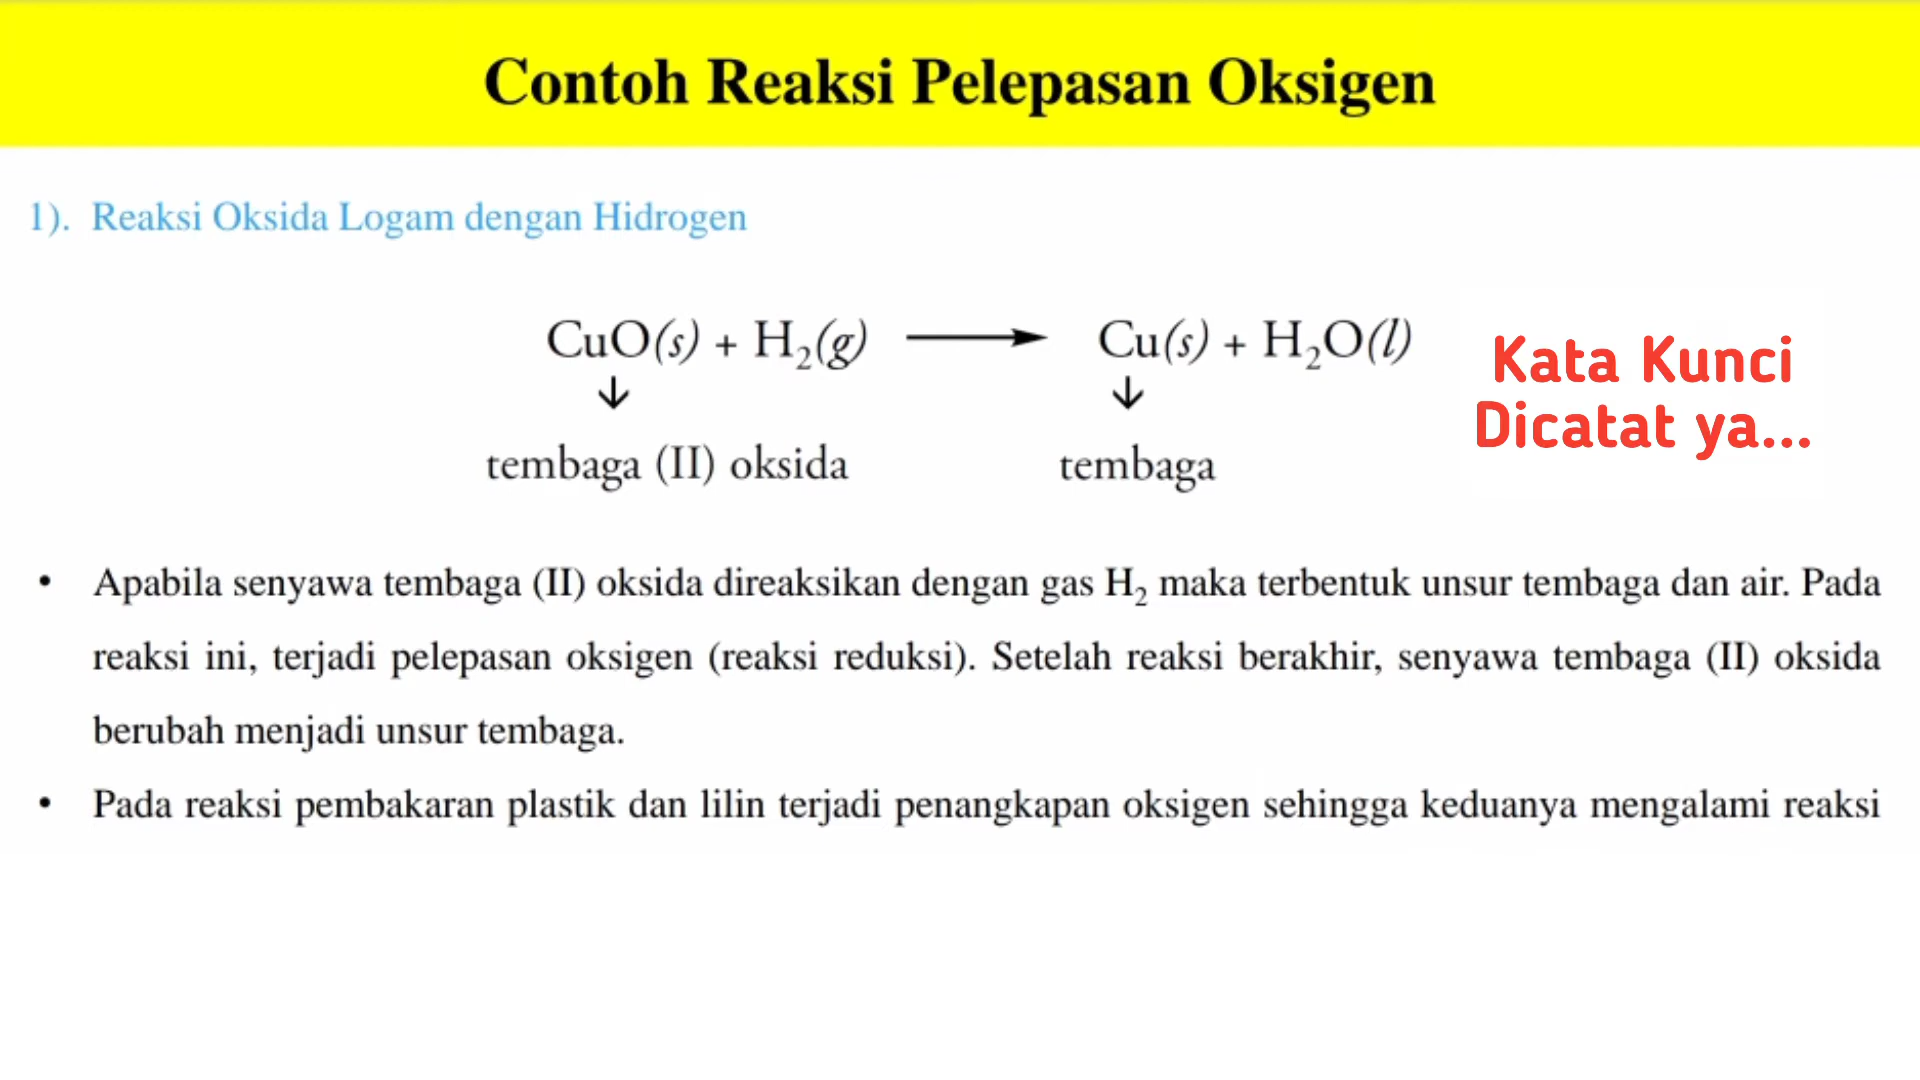 Contoh Reaksi Pelepasan Oksigen
1). Reaksi Oksida Logam dengan Hidrogen
CuO(s) + H₂(g) ⟶ Cu(s) + H₂O(l)
↓ ↓
tembaga (II) oksida tembaga
Kata Kunci
Dicatat ya...
• Apabila senyawa tembaga (II) oksida direaksikan dengan gas H₂ maka terbentuk unsur tembaga dan air. Pada
reaksi ini, terjadi pelepasan oksigen (reaksi reduksi). Setelah reaksi berakhir, senyawa tembaga (II) oksida
berubah menjadi unsur tembaga.
• Pada reaksi pembakaran plastik dan lilin terjadi penangkapan oksigen sehingga keduanya mengalami reaksi